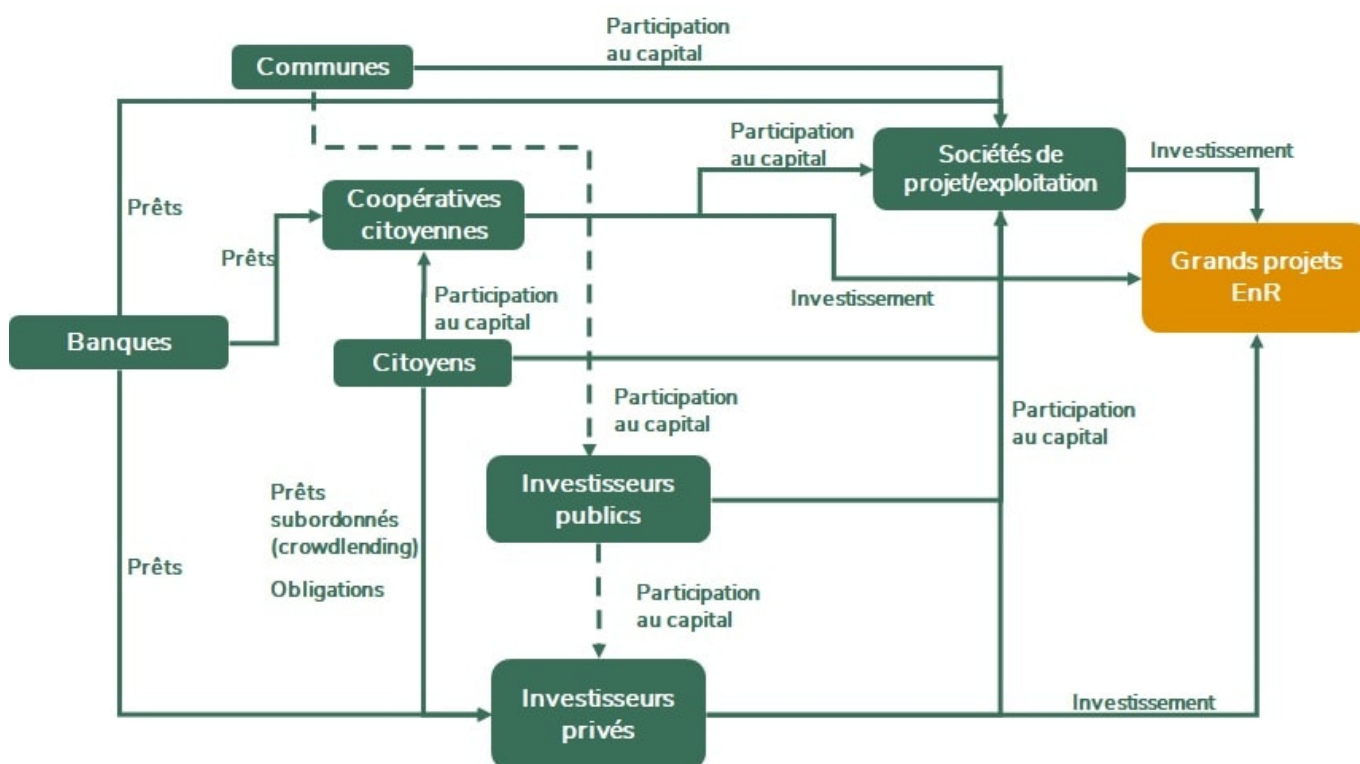 Participation
au capital
Communes
Participation
au capital
Sociétés de
projet/exploitation
Investissement
Coopératives
citoyennes
Prêts
Prêts
Grands projets
EnR
Participation
au capital
Investissement
Banques
Citoyens
Participation
au capital
Participation
au capital
Investisseurs
publics
Prêts
subordonnés
(crowdlending)
Obligations
Prêts
Participation
au capital
Investisseurs
privés
Investissement